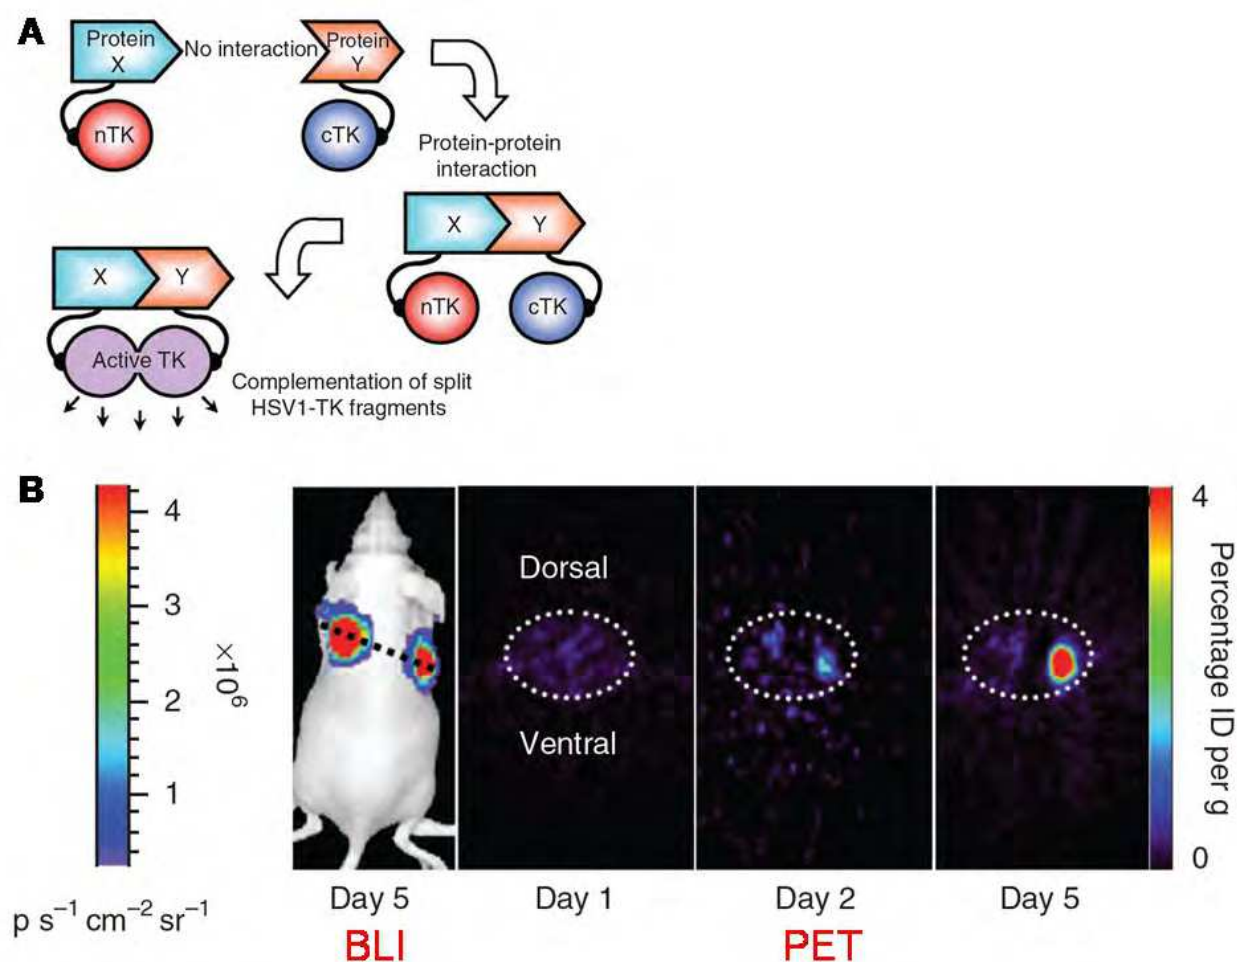 A
Protein
X
No interaction
Protein
Y
nTK
cTK
Protein-protein
interaction
X
Y
nTK
cTK
X
Y
Active TK
Complementation of split
HSV1-TK fragments
B
4
3
2
1
×10⁶
p s⁻¹ cm⁻² sr⁻¹
Dorsal
Ventral
4
0
Percentage ID per g
Day 5
Day 1
Day 2
Day 5
BLI
PET